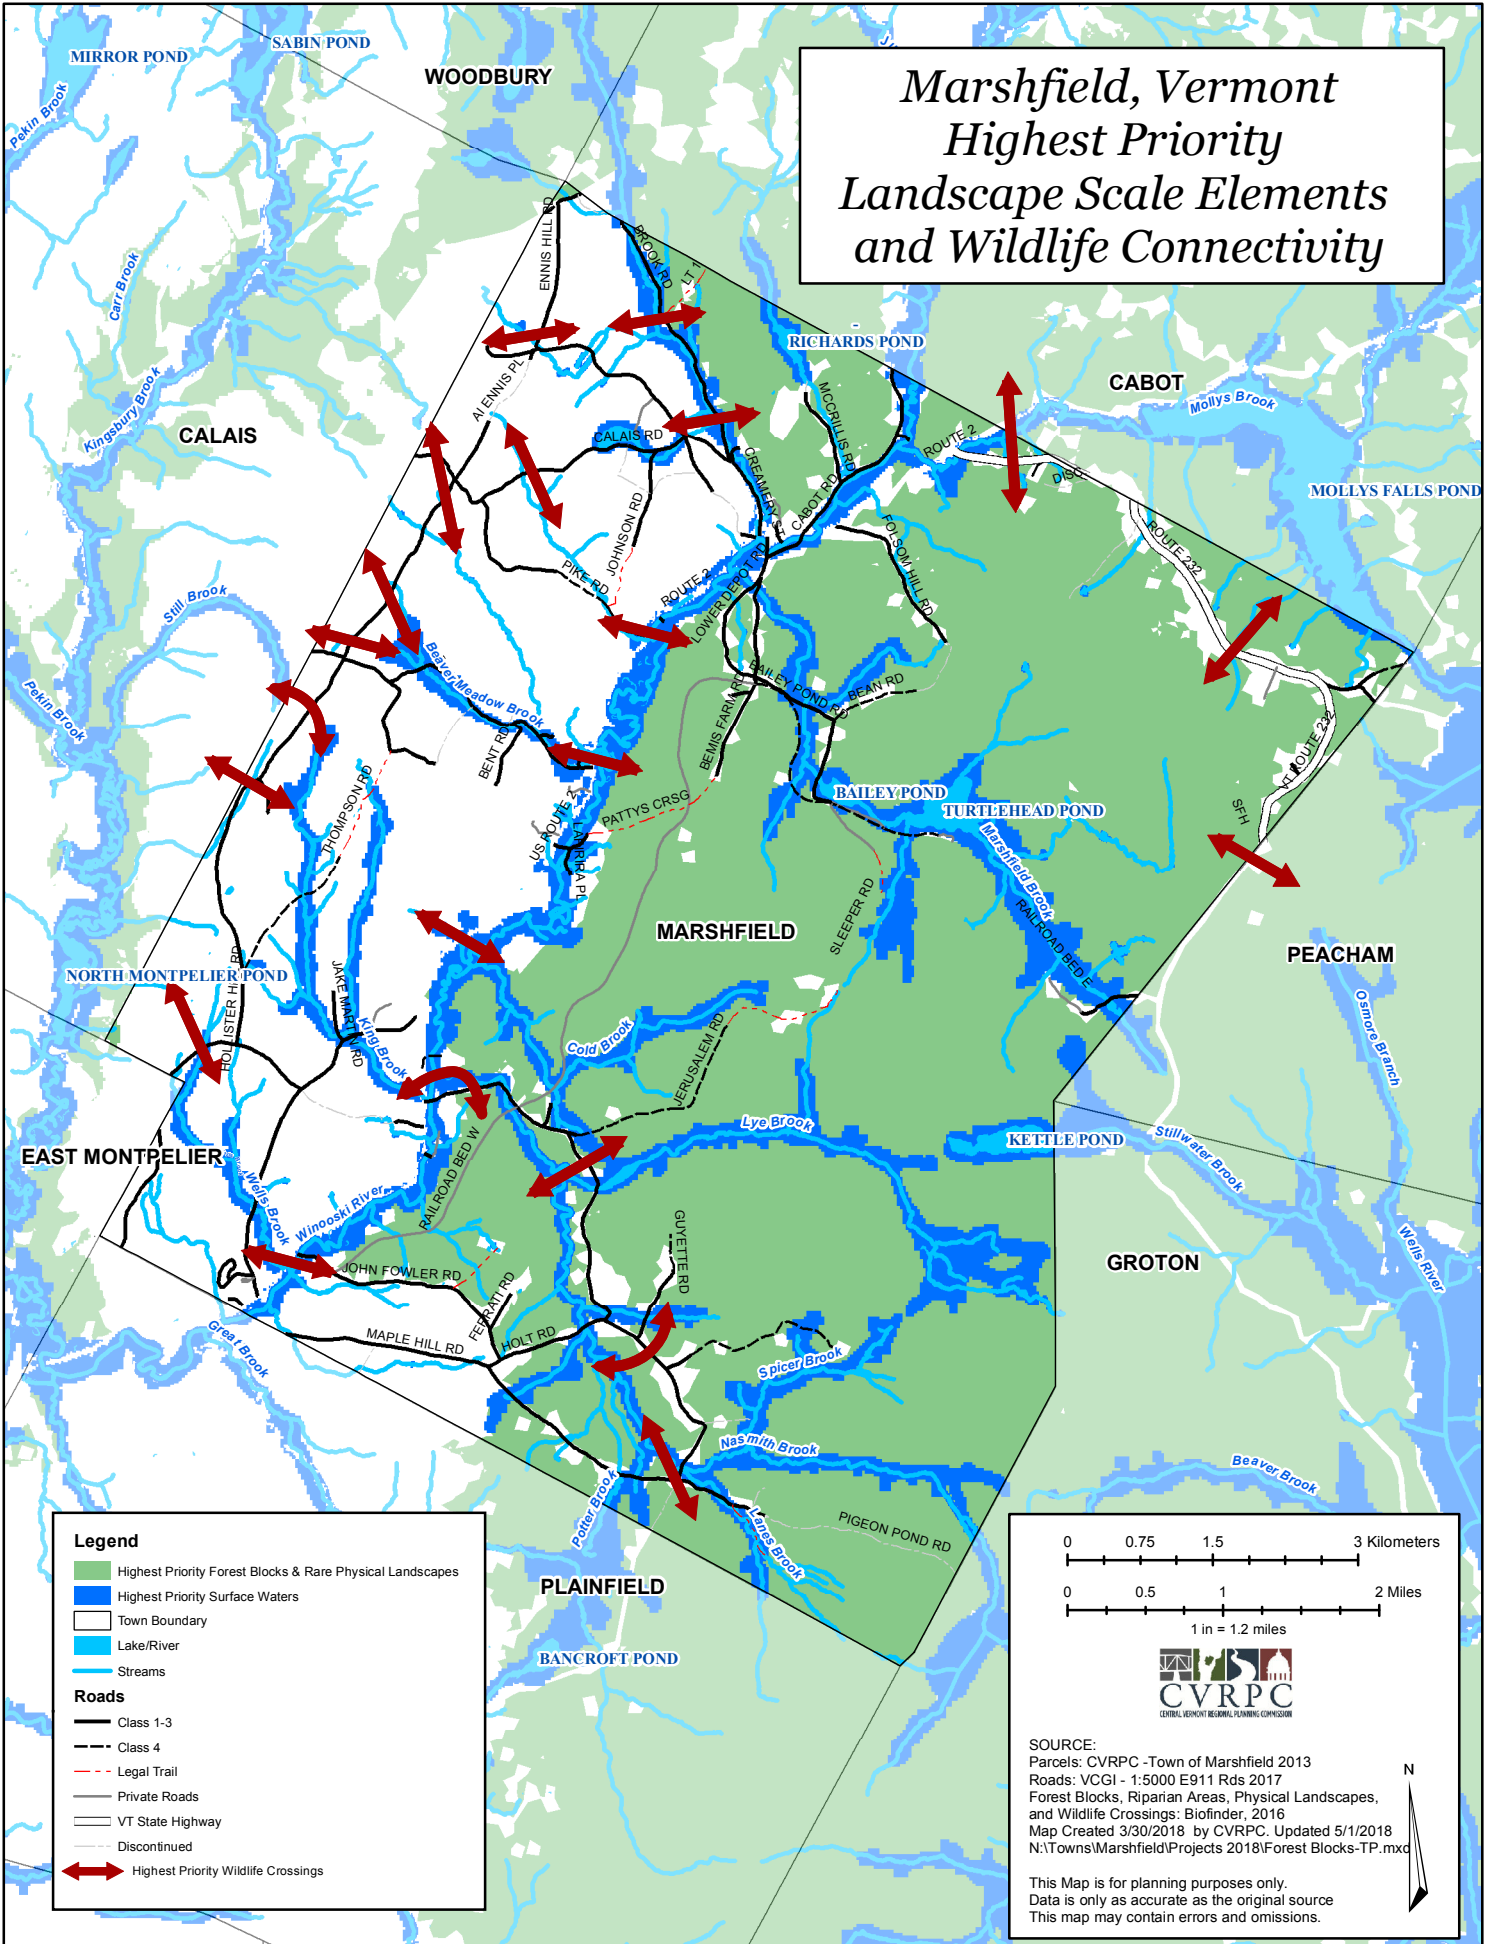 MIRROR POND
SABIN POND
WOODBURY
Pekin Brook
Marshfield, Vermont
Highest Priority
Landscape Scale Elements
and Wildlife Connectivity
ENNIS HILL RD
BROOK RD
LT 1
Carr Brook
RICHARDS POND
CABOT
Mollys Brook
Kingsbury Brook
CALAIS
AI ENNIS PL
CALAIS RD
MCCRILLIS RD
ROUTE 2
DISC
MOLLYS FALLS POND
CREAMERY ST
CABOT RD
JOHNSON RD
FOLSOM HILL RD
ROUTE 232
PIKE RD
ROUTE 2
LOWER DEPOT RD
Still Brook
Beaver Meadow Brook
Pekin Brook
BAILEY POND RD
BEAN RD
BEMIS FARM RD
BENT RD
VT ROUTE 232
THOMPSON RD
US ROUTE 2
PATTYS CRSG
BAILEY POND
TURTLEHEAD POND
SFH
LAMRIRA PL
Marshfield Brook
SLEEPER RD
RAILROAD BED E
MARSHFIELD
PEACHAM
NORTH MONTPELIER POND
HOLLISTER HILL RD
JAKE MARTIN RD
King Brook
Cold Brook
JERUSALEM RD
Osmore Branch
Lye Brook
KETTLE POND
Stillwater Brook
EAST MONTPELIER
Wells Brook
Winooski River
RAILROAD BED W
GUYETTE RD
Wells River
GROTON
JOHN FOWLER RD
FERRATI RD
Great Brook
MAPLE HILL RD
HOLT RD
Spicer Brook
Nasmith Brook
Beaver Brook
Potter Brook
Lanes Brook
PIGEON POND RD
PLAINFIELD
BANCROFT POND
Legend
Highest Priority Forest Blocks & Rare Physical Landscapes
Highest Priority Surface Waters
Town Boundary
Lake/River
Streams
Roads
Class 1-3
Class 4
Legal Trail
Private Roads
VT State Highway
Discontinued
Highest Priority Wildlife Crossings
0 0.75 1.5 3 Kilometers
0 0.5 1 2 Miles
1 in = 1.2 miles
CVRPC
CENTRAL VERMONT REGIONAL PLANNING COMMISSION
SOURCE:
Parcels: CVRPC -Town of Marshfield 2013
Roads: VCGI - 1:5000 E911 Rds 2017
Forest Blocks, Riparian Areas, Physical Landscapes,
and Wildlife Crossings: Biofinder, 2016
Map Created 3/30/2018 by CVRPC. Updated 5/1/2018
N:\Towns\Marshfield\Projects 2018\Forest Blocks-TP.mxd
N
This Map is for planning purposes only.
Data is only as accurate as the original source
This map may contain errors and omissions.